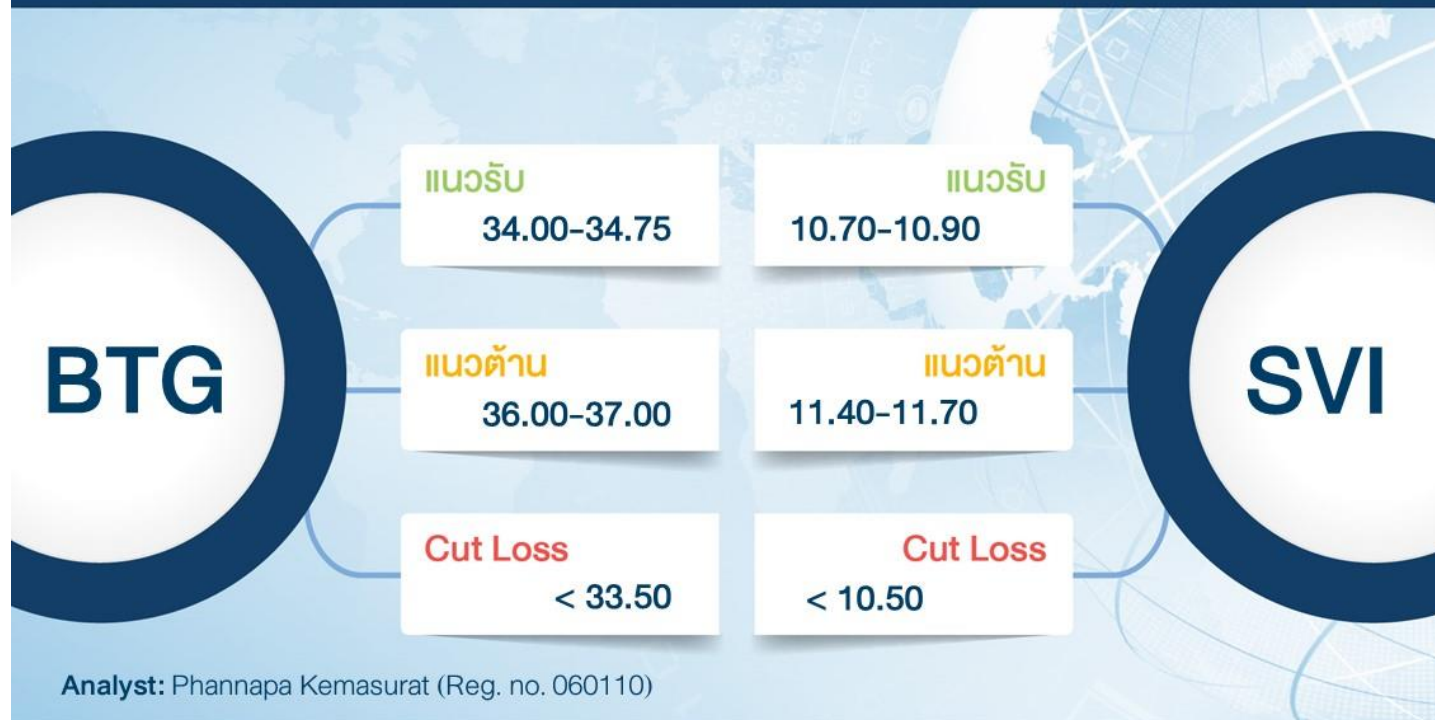 BTG
แนวรับ
34.00-34.75
แนวต้าน
36.00-37.00
Cut Loss
< 33.50
แนวรับ
10.70-10.90
แนวต้าน
11.40-11.70
Cut Loss
< 10.50
SVI
Analyst: Phannapa Kemasurat (Reg. no. 060110)